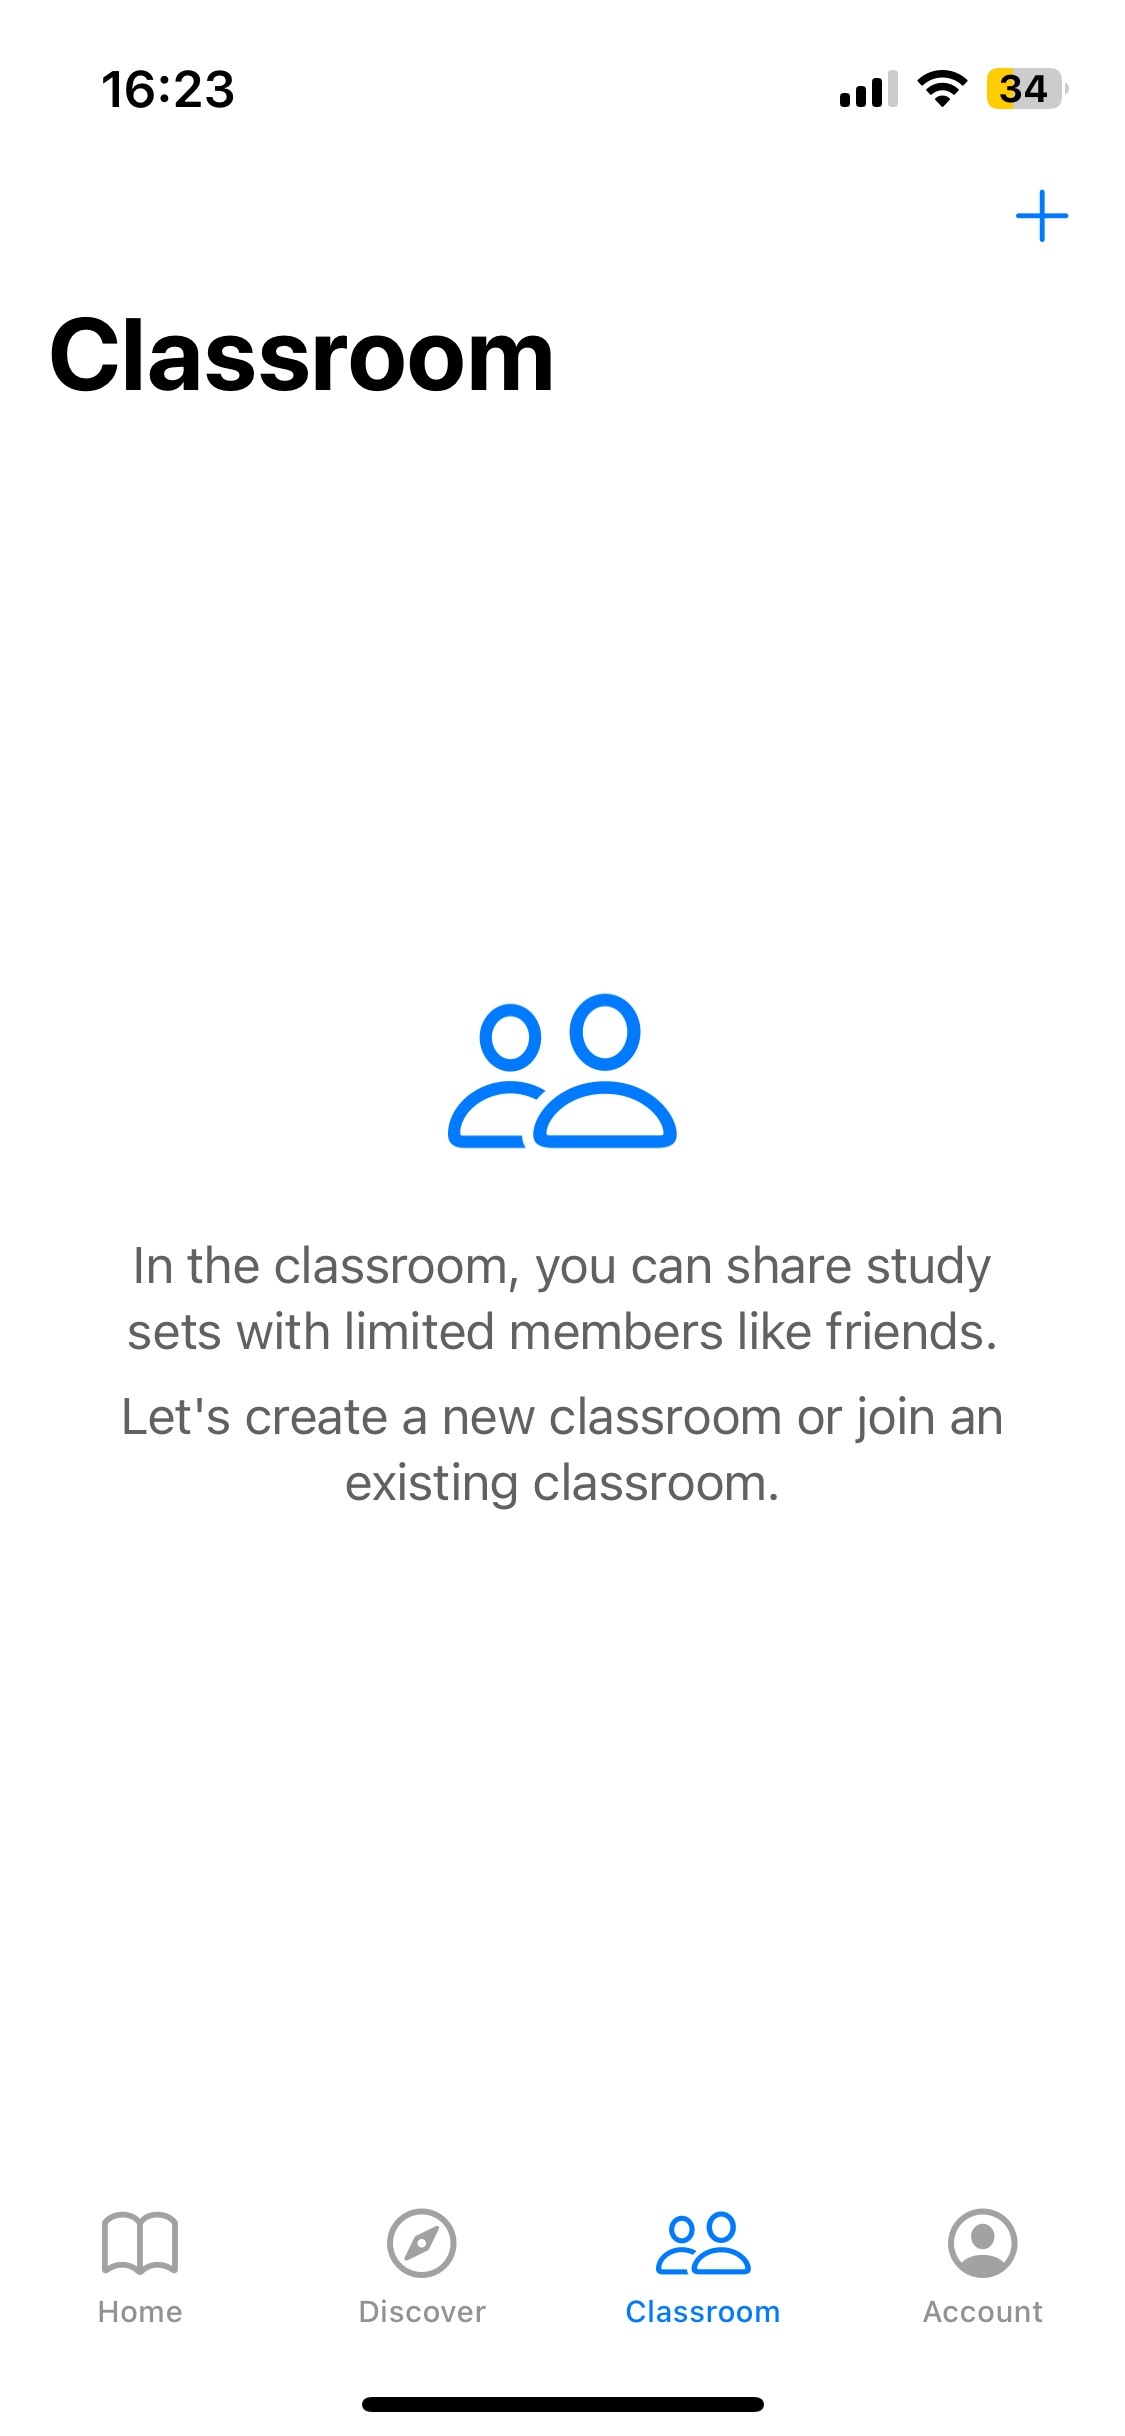 16:23
34
Classroom
In the classroom, you can share study
sets with limited members like friends.
Let's create a new classroom or join an
existing classroom.
Home
Discover
Classroom
Account